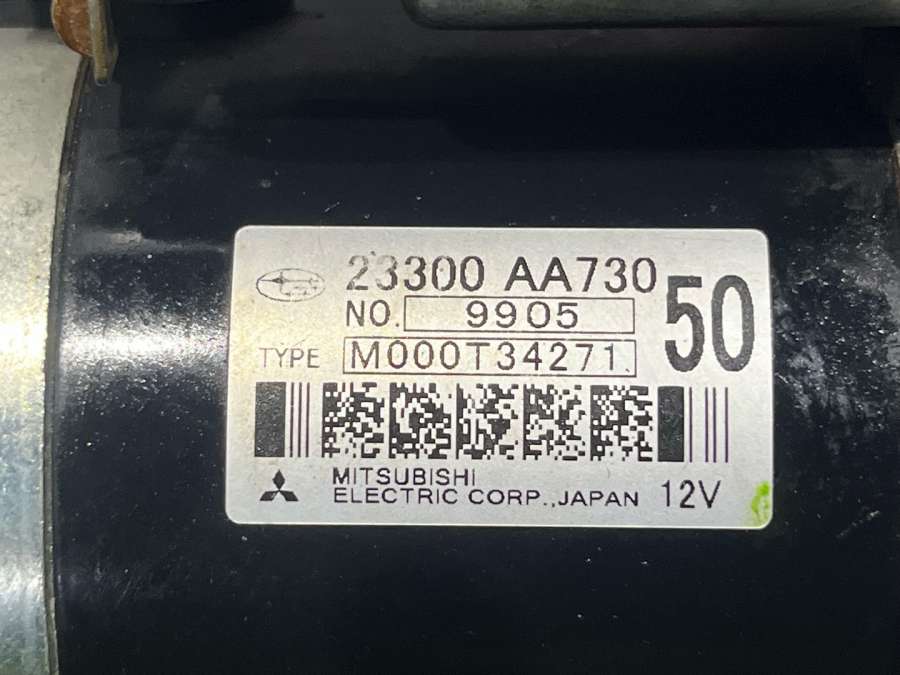 23300 AA730
NO. 9905
50
TYPE M000T34271
MITSUBISHI
ELECTRIC CORP.,JAPAN 12V